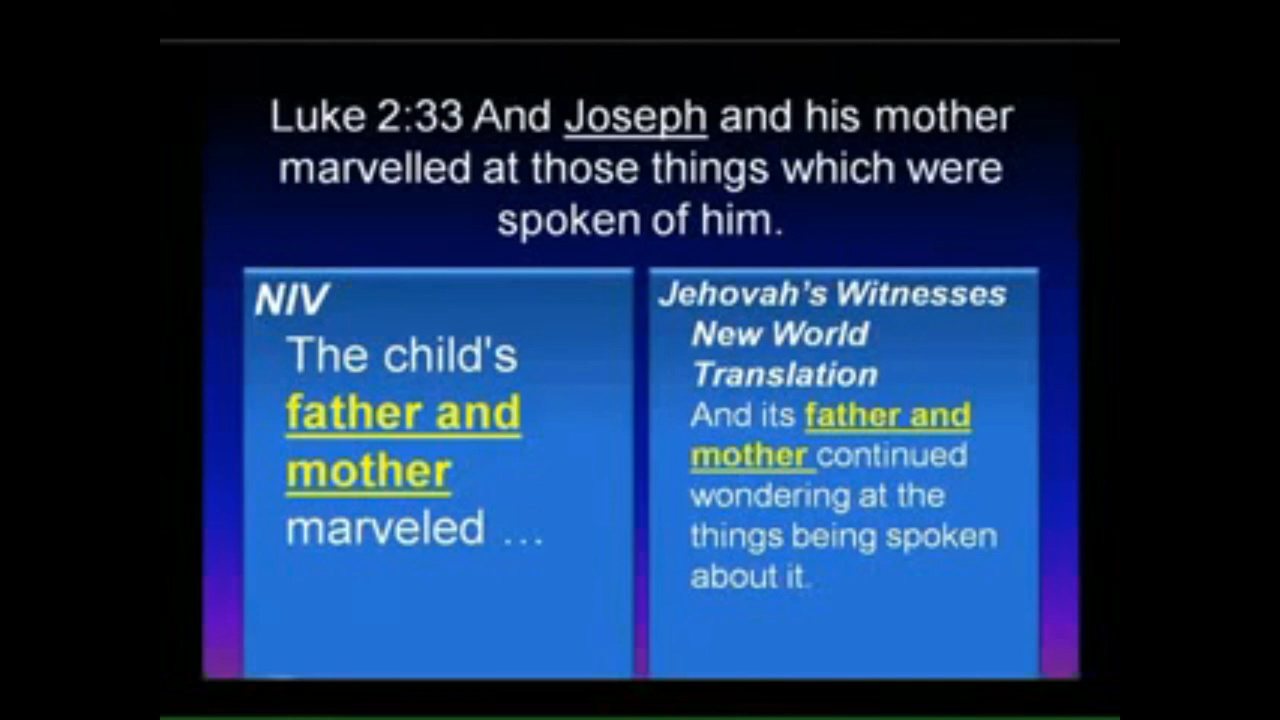 Luke 2:33 And Joseph and his mother
marvelled at those things which were
spoken of him.
NIV
The child's
father and
mother
marveled ...
Jehovah's Witnesses
New World
Translation
And its father and
mother continued
wondering at the
things being spoken
about it.